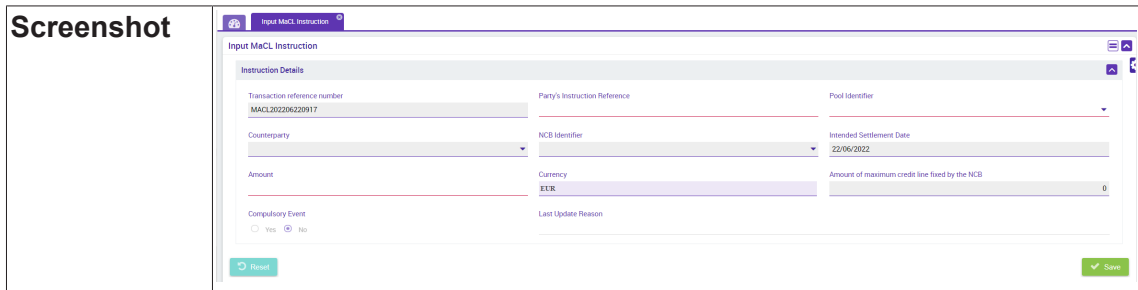 Screenshot
Input MaCL Instruction
Input MaCL Instruction
Instruction Details
Transaction reference number
Party's Instruction Reference
Pool Identifier
MACL202206220917
Counterparty
NCB Identifier
Intended Settlement Date
22/06/2022
Amount
Currency
Amount of maximum credit line fixed by the NCB
EUR
0
Compulsory Event
Last Update Reason
Yes No
Reset
Save